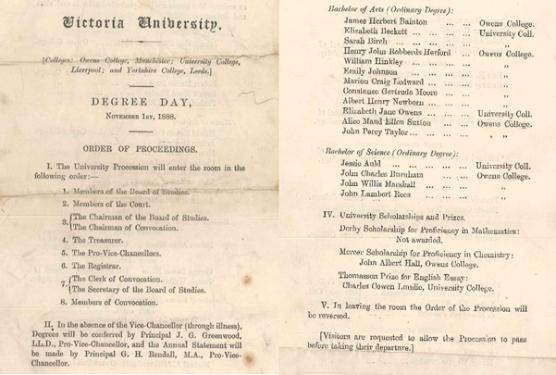 Victoria University.
[Colleges: Owens College, Manchester; University College,
Liverpool; and Yorkshire College, Leeds.]
DEGREE DAY,
NOVEMBER 1ST, 1888.
ORDER OF PROCEEDINGS.
I. The University Procession will enter the room in the
following order:—
1. Members of the Board of Studies.
2. Members of the Court.
3. {The Chairman of the Board of Studies.
The Chairman of Convocation.
4. The Treasurer.
5. The Pro-Vice-Chancellors.
6. The Registrar.
7. {The Clerk of Convocation.
The Secretary of the Board of Studies.
8. Members of Convocation.
II. In the absence of the Vice-Chancellor (through illness),
Degrees will be conferred by Principal J. G. Greenwood,
LL.D., Pro-Vice-Chancellor, and the Annual Statement will
be made by Principal G. H. Rendall, M.A., Pro-Vice-
Chancellor.
Bachelor of Arts (Ordinary Degree):
James Herbert Bainton ... ... Owens College.
Elizabeth Beckett ... ... ... University Coll.
Sarah Birch ... ... ... ... „
Henry John Robberds Herford ... Owens College.
William Hinkley ... ... ... „
Emily Johnson ... ... ... „
Marion Craig Ledward ... ... „
Constance Gertrude Moore ... „
Albert Henry Newborn ... ... „
Elizabeth Jane Owens ... ... University Coll.
Alice Maud Ellen Sutton ... Owens College.
John Percy Taylor ... ... ... „
Bachelor of Science (Ordinary Degree):
Jessie Auld ... ... ... ... University Coll.
John Charles Burnham ... ... Owens College.
John Willis Marshall ... ... „
John Lambert Rees ... ... „
IV. University Scholarships and Prizes.
Derby Scholarship for Proficiency in Mathematics:
Not awarded.
Mercer Scholarship for Proficiency in Chemistry:
John Albert Hall, Owens College.
Thomasson Prize for English Essay:
Charles Cowen Lundie, University College.
V. In leaving the room the Order of the Procession will
be reversed.
[Visitors are requested to allow the Procession to pass
before taking their departure.]